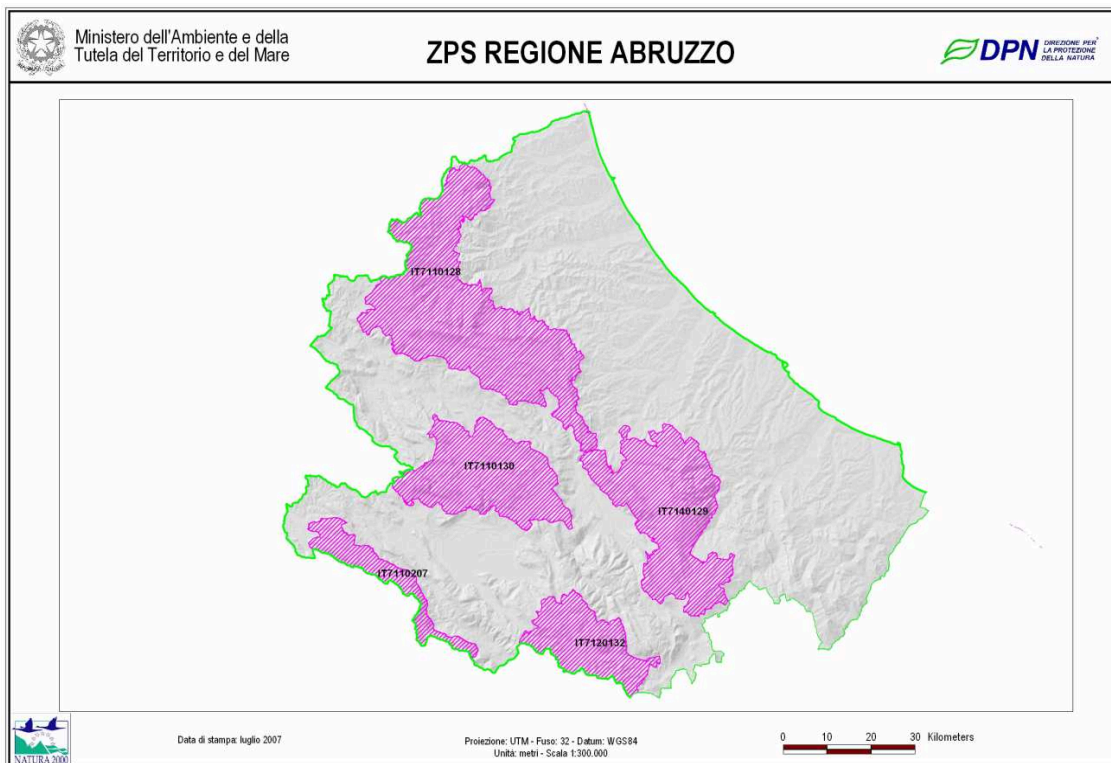 Ministero dell'Ambiente e della
Tutela del Territorio e del Mare
ZPS REGIONE ABRUZZO
DPN
DIREZIONE PER
LA PROTEZIONE
DELLA NATURA
IT7110128
IT7110130
IT7140129
IT7110207
IT7120132
NATURA 2000
Data di stampa: luglio 2007
Proiezione: UTM - Fuso: 32 - Datum: WGS84
Unità: metri - Scala 1:300.000
0 10 20 30 Kilometers